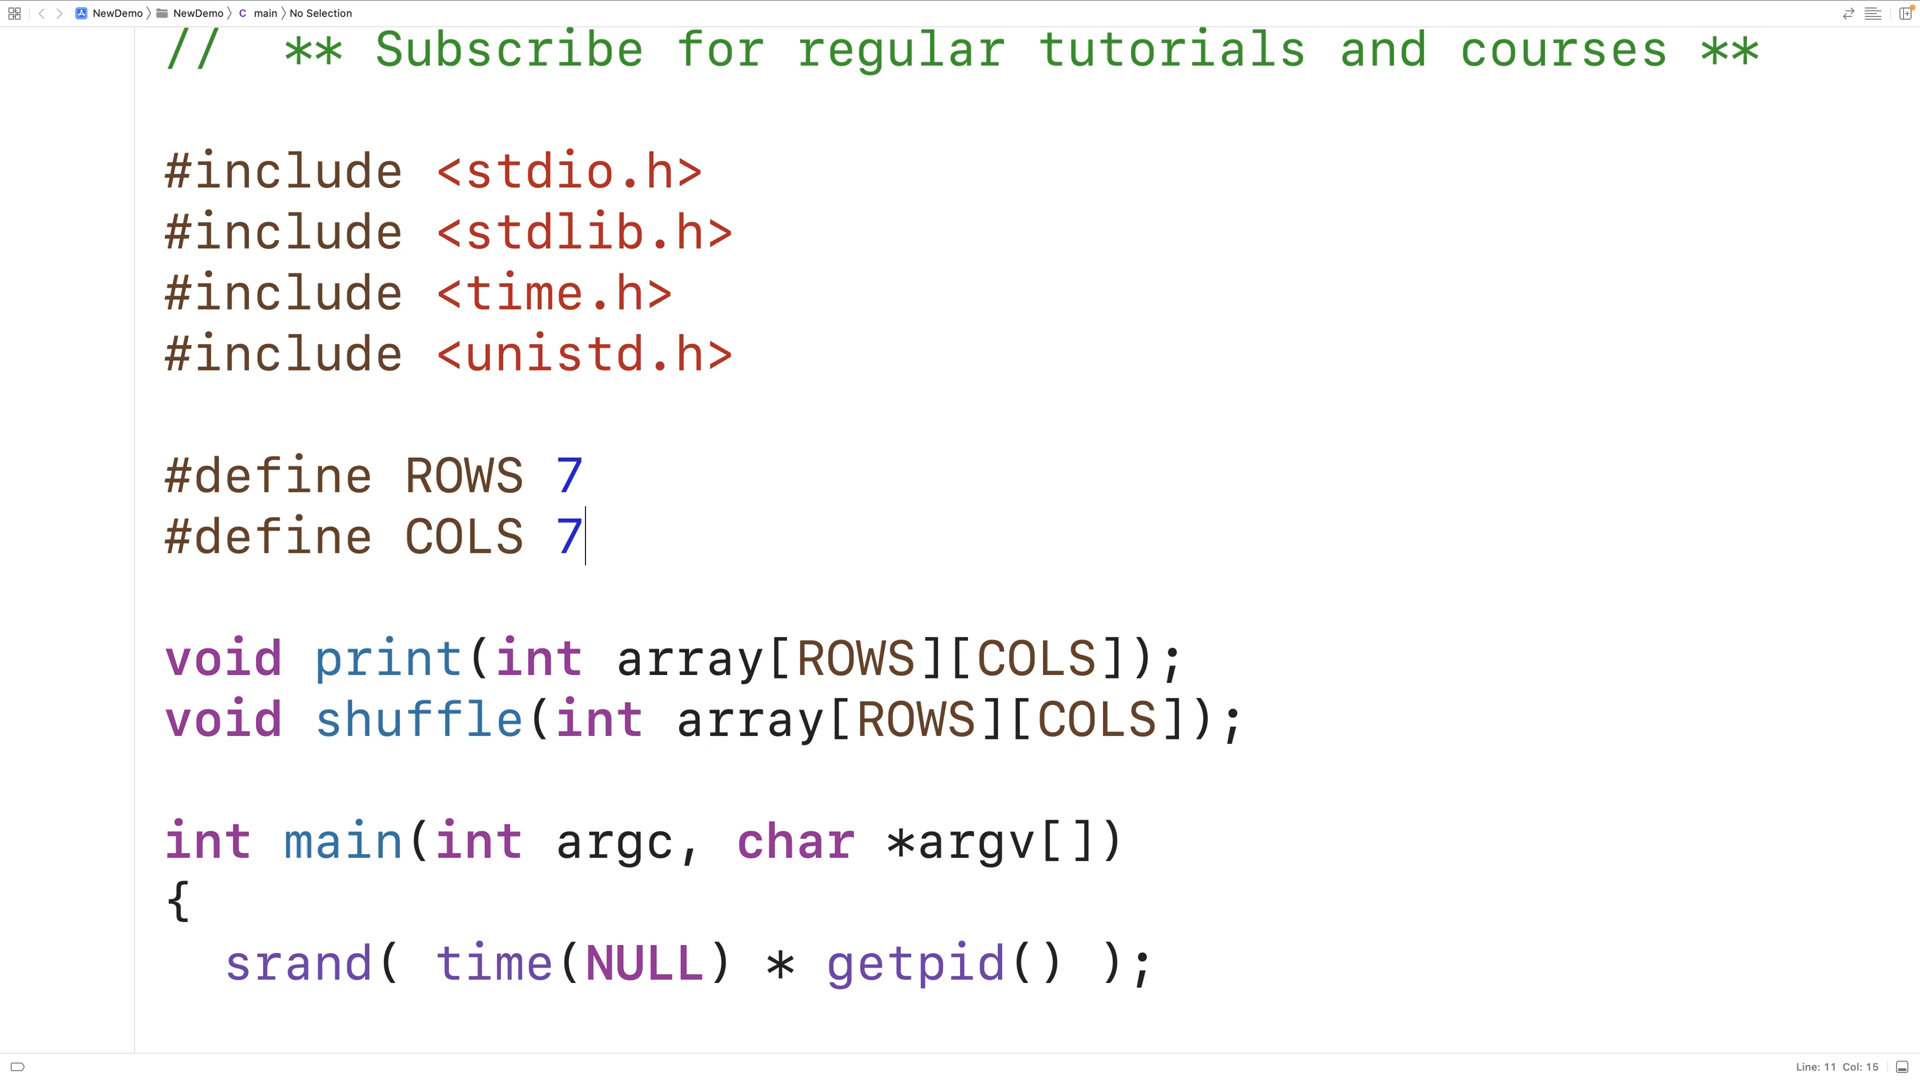 NewDemo NewDemo C main No Selection
// ** Subscribe for regular tutorials and courses **
#include <stdio.h>
#include <stdlib.h>
#include <time.h>
#include <unistd.h>
#define ROWS 7
#define COLS 7
void print(int array[ROWS][COLS]);
void shuffle(int array[ROWS][COLS]);
int main(int argc, char *argv[])
{
srand( time(NULL) * getpid() );
Line: 11 Col: 15